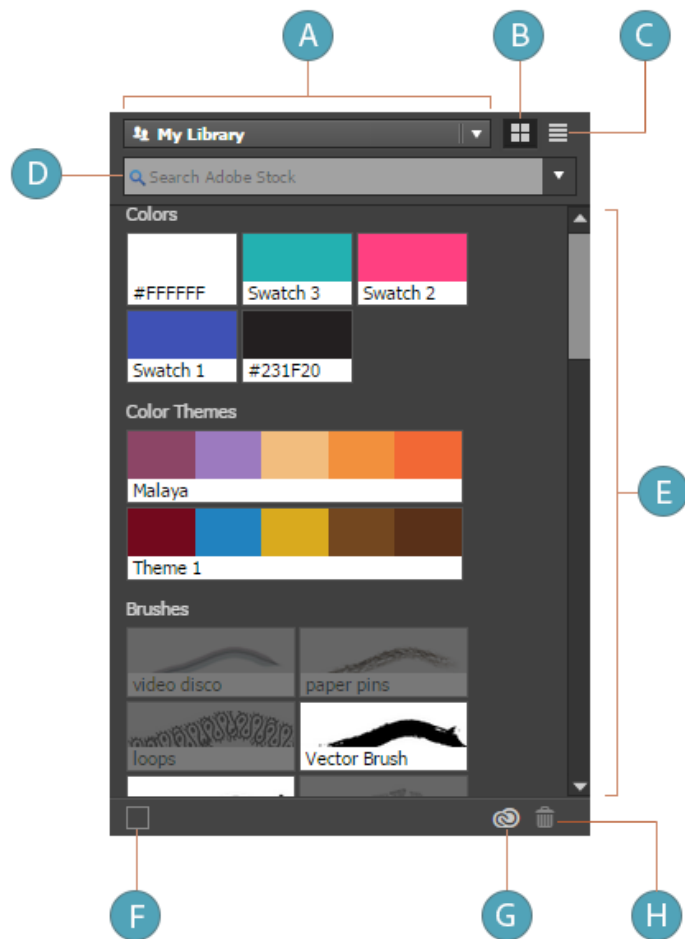 A
B
C
My Library
D
Search Adobe Stock
Colors
#FFFFFF
Swatch 3
Swatch 2
Swatch 1
#231F20
Color Themes
Malaya
E
Theme 1
Brushes
video disco
paper pins
loops
Vector Brush
F
G
H